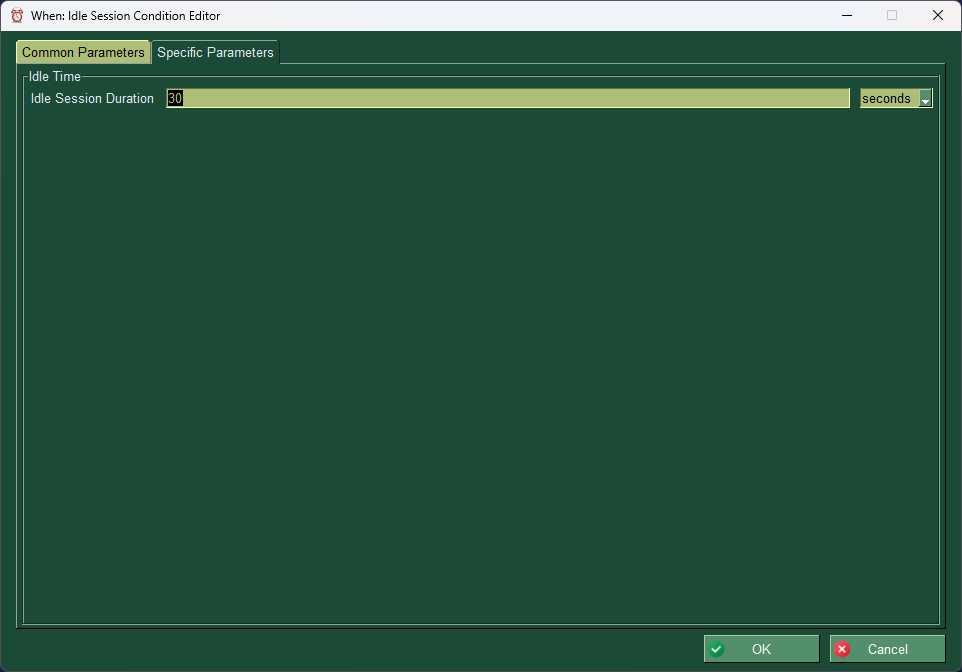 When: Idle Session Condition Editor
Common Parameters Specific Parameters
Idle Time
Idle Session Duration 30 seconds
OK Cancel